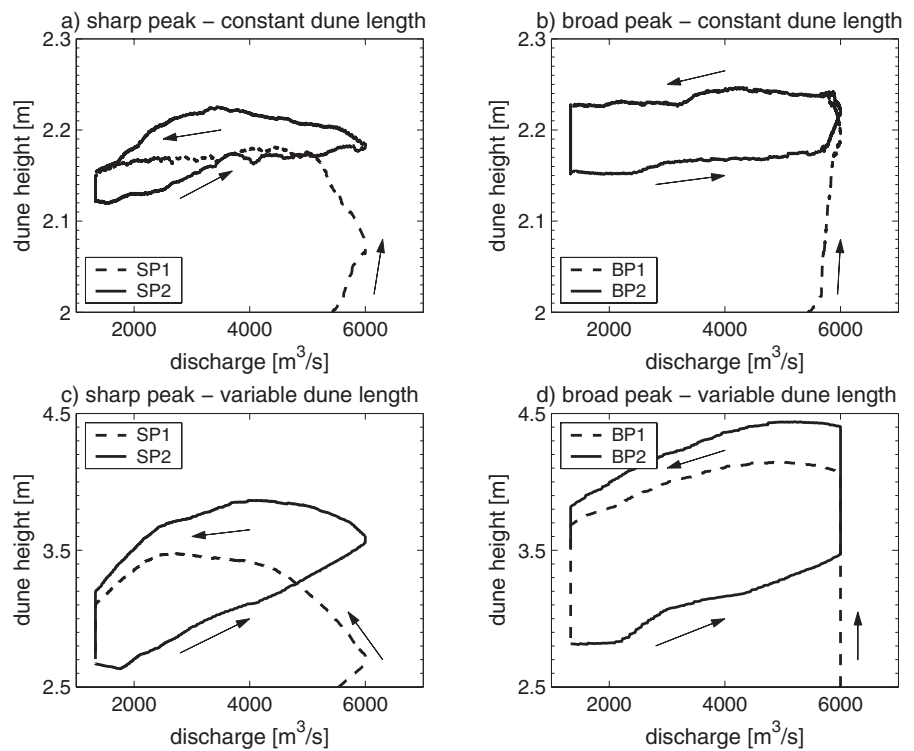 a) sharp peak − constant dune length
2.3
2.2
2.1
2
dune height [m]
SP1
SP2
2000 4000 6000
discharge [m³/s]
b) broad peak − constant dune length
2.3
2.2
2.1
2
dune height [m]
BP1
BP2
2000 4000 6000
discharge [m³/s]
c) sharp peak − variable dune length
4.5
3.5
2.5
dune height [m]
SP1
SP2
2000 4000 6000
discharge [m³/s]
d) broad peak − variable dune length
4.5
3.5
2.5
dune height [m]
BP1
BP2
2000 4000 6000
discharge [m³/s]